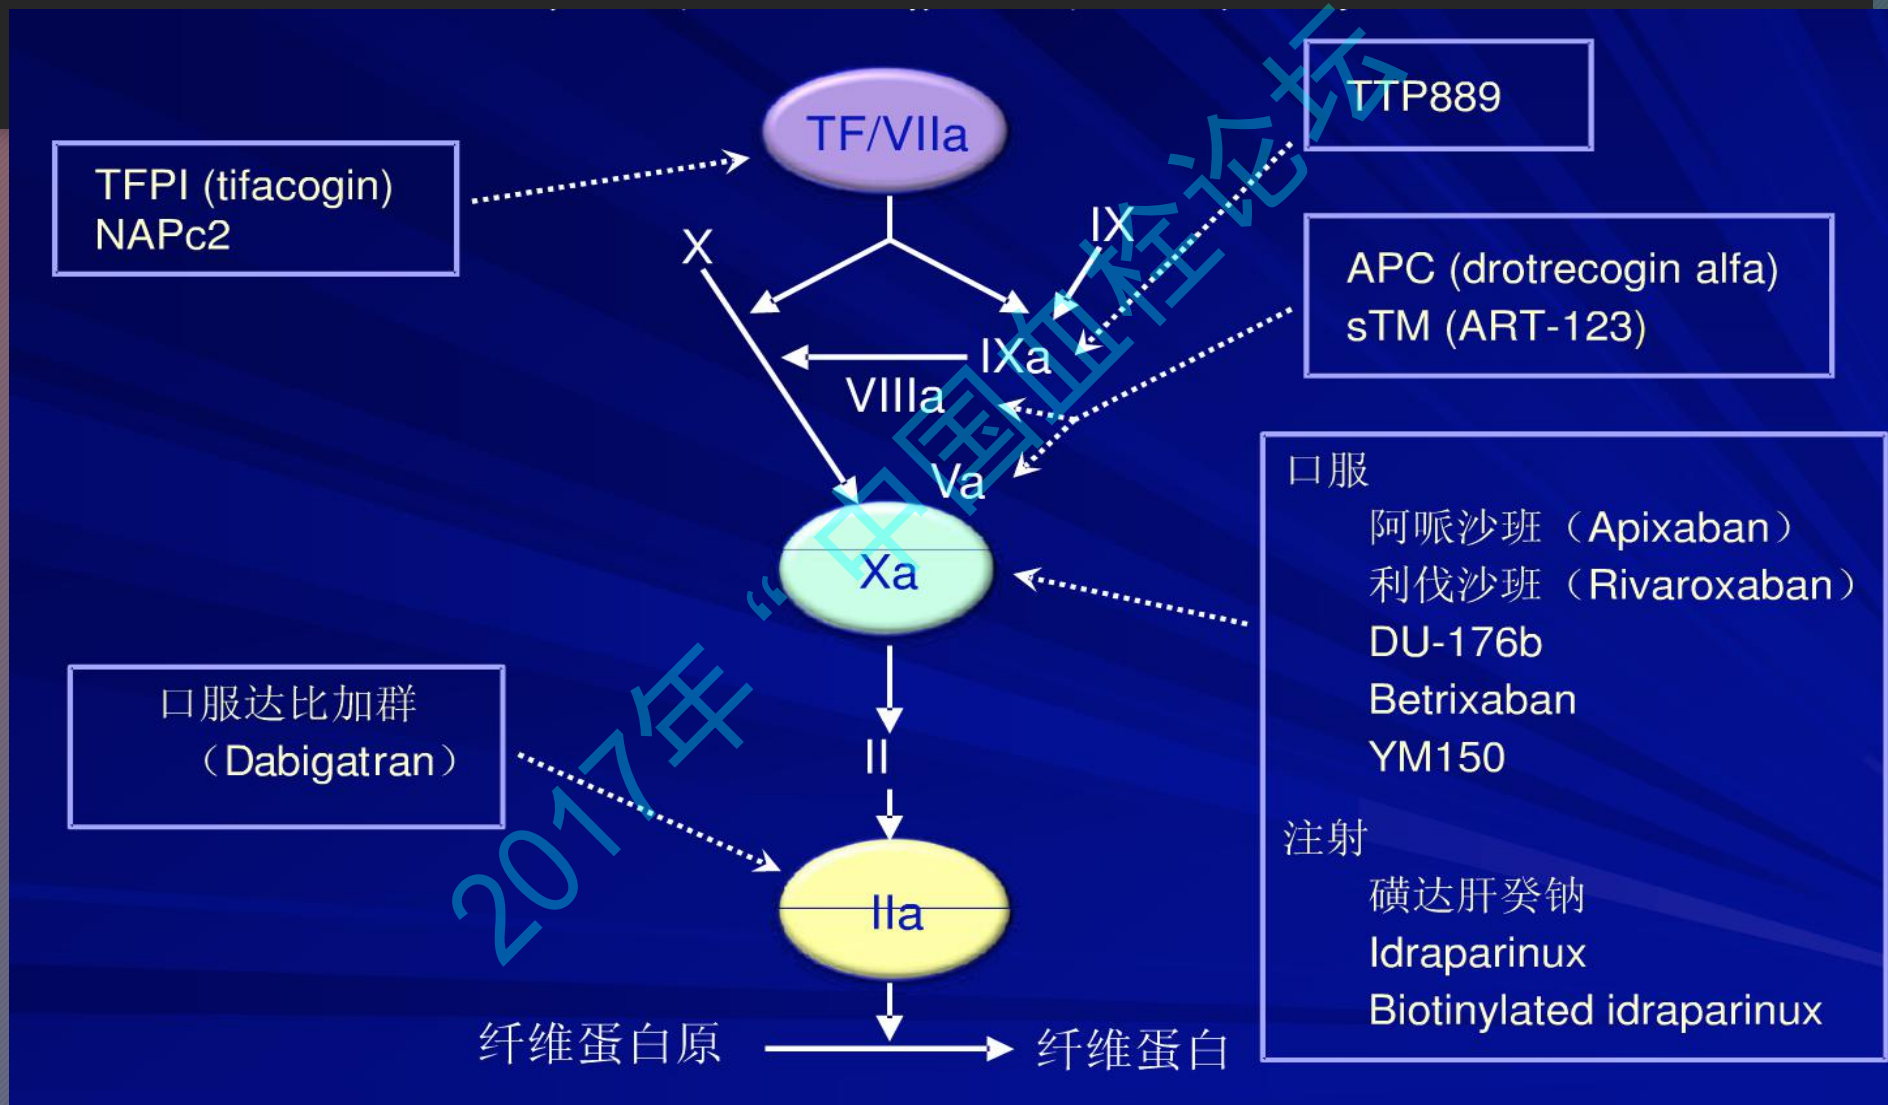 TF/VIIa
TTP889
TFPI (tifacogin)
NAPc2
X
IX
APC (drotrecogin alfa)
sTM (ART-123)
IXa
VIIIa
Va
Xa
口服
阿哌沙班（Apixaban）
利伐沙班（Rivaroxaban）
DU-176b
Betrixaban
YM150
注射
磺达肝癸钠
Idraparinux
Biotinylated idraparinux
口服达比加群
（Dabigatran）
II
IIa
纤维蛋白原
纤维蛋白
2017年“中国血栓论坛